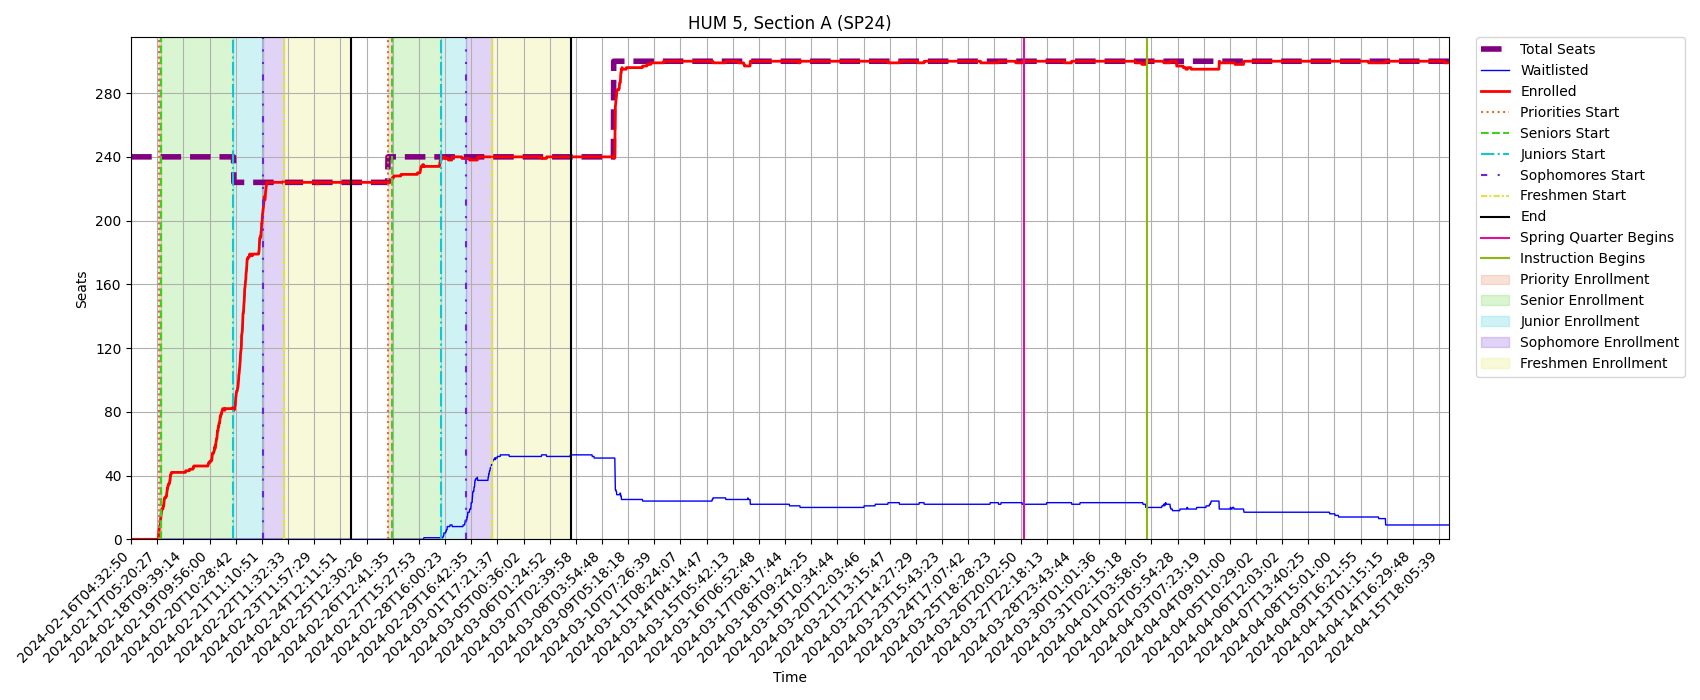 HUM 5, Section A (SP24)
Seats
280
240
200
160
120
80
40
0
2024-02-16T04:32:50
2024-02-17T05:20:27
2024-02-18T09:39:14
2024-02-19T09:56:00
2024-02-20T10:28:42
2024-02-21T11:10:51
2024-02-22T11:32:33
2024-02-23T11:57:29
2024-02-24T12:11:51
2024-02-25T12:30:26
2024-02-26T12:41:35
2024-02-27T15:27:53
2024-02-28T16:00:23
2024-02-29T16:42:35
2024-03-01T17:21:37
2024-03-05T00:36:02
2024-03-06T01:24:52
2024-03-07T02:39:58
2024-03-08T03:54:48
2024-03-09T05:18:18
2024-03-10T07:26:39
2024-03-11T08:24:07
2024-03-14T04:14:47
2024-03-15T05:42:13
2024-03-16T06:52:48
2024-03-17T08:17:44
2024-03-18T09:24:25
2024-03-19T10:34:44
2024-03-20T12:03:46
2024-03-21T13:15:47
2024-03-22T14:27:29
2024-03-23T15:43:23
2024-03-24T17:07:42
2024-03-25T18:28:23
2024-03-26T20:02:50
2024-03-27T22:18:13
2024-03-28T23:43:44
2024-03-30T01:01:36
2024-03-31T02:15:18
2024-04-01T03:58:05
2024-04-02T05:54:28
2024-04-03T07:23:19
2024-04-04T09:01:00
2024-04-05T10:29:02
2024-04-06T12:03:02
2024-04-07T13:40:25
2024-04-08T15:01:00
2024-04-09T16:21:55
2024-04-13T01:15:15
2024-04-14T16:29:48
2024-04-15T18:05:39
Time
Total Seats
Waitlisted
Enrolled
Priorities Start
Seniors Start
Juniors Start
Sophomores Start
Freshmen Start
End
Spring Quarter Begins
Instruction Begins
Priority Enrollment
Senior Enrollment
Junior Enrollment
Sophomore Enrollment
Freshmen Enrollment